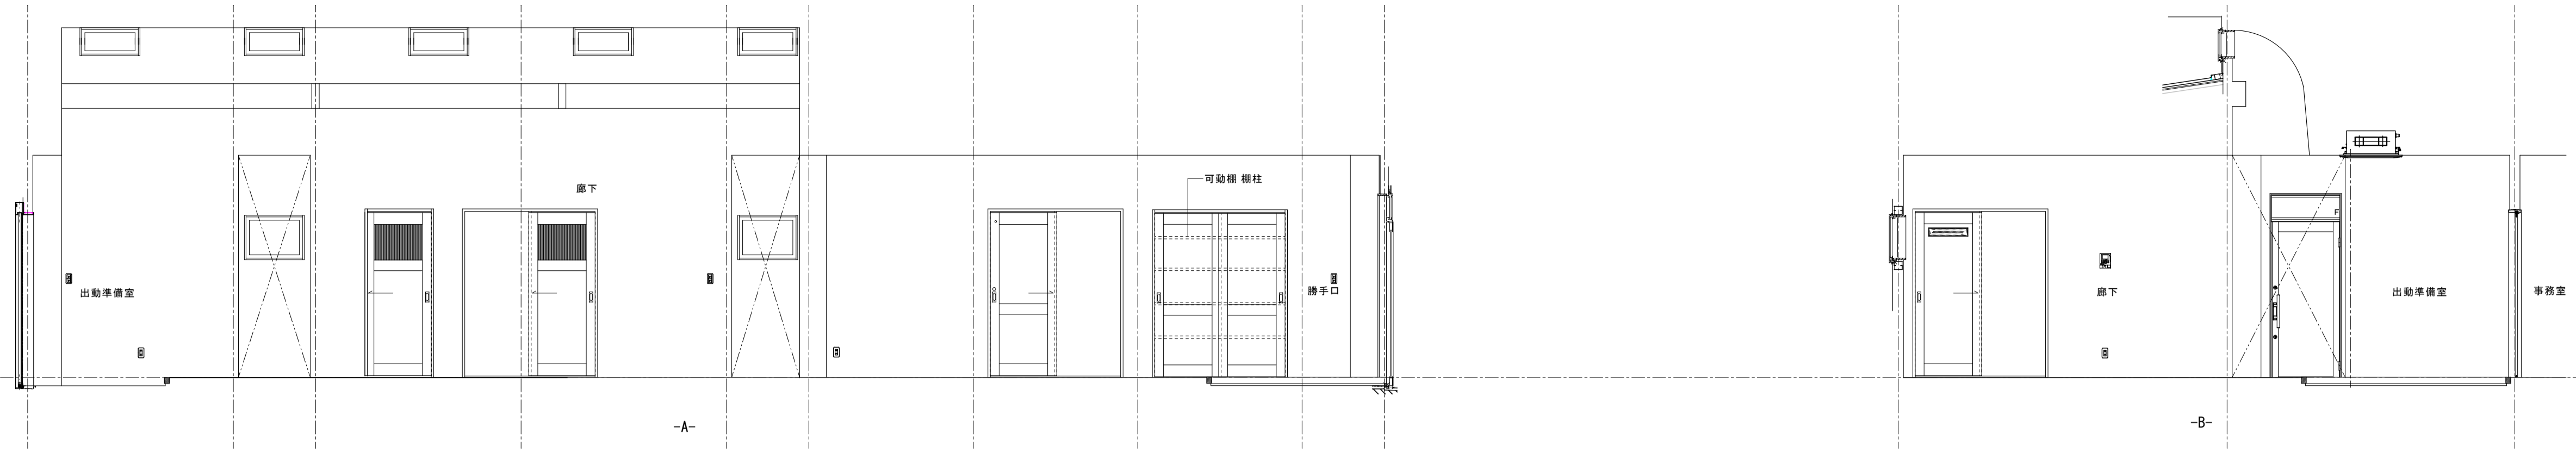 廊下
可動棚 棚柱
出動準備室
勝手口
-A-
F
廊下
出動準備室
事務室
-B-